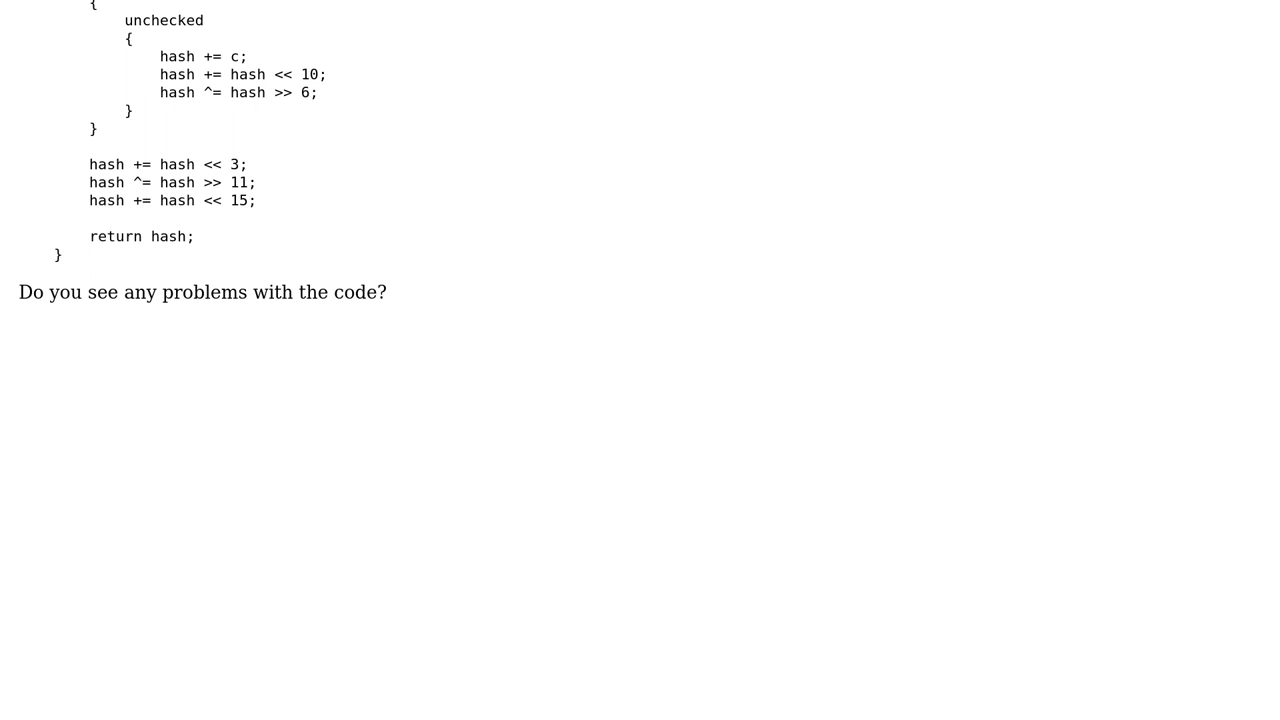 {
unchecked
{
hash += c;
hash += hash << 10;
hash ^= hash >> 6;
}
}
hash += hash << 3;
hash ^= hash >> 11;
hash += hash << 15;
return hash;
}
Do you see any problems with the code?